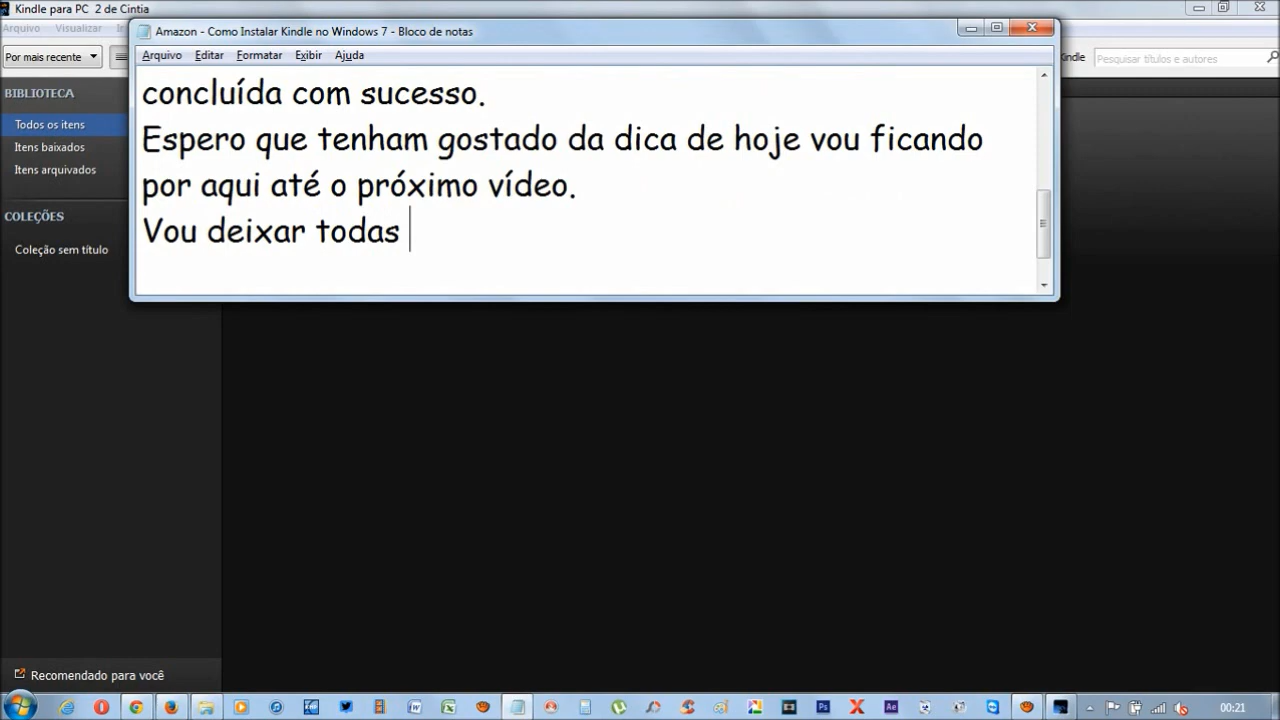 Kindle para PC 2 de Cintia
Amazon - Como Instalar Kindle no Windows 7 - Bloco de notas
Arquivo Visualizar
Arquivo Editar Formatar Exibir Ajuda
Por mais recente
Pesquisar títulos e autores
concluída com sucesso.
Espero que tenham gostado da dica de hoje vou ficando
por aqui até o próximo vídeo.
Vou deixar todas
BIBLIOTECA
Todos os itens
Itens baixados
Itens arquivados
COLEÇÕES
Coleção sem título
Recomendado para você
00:21